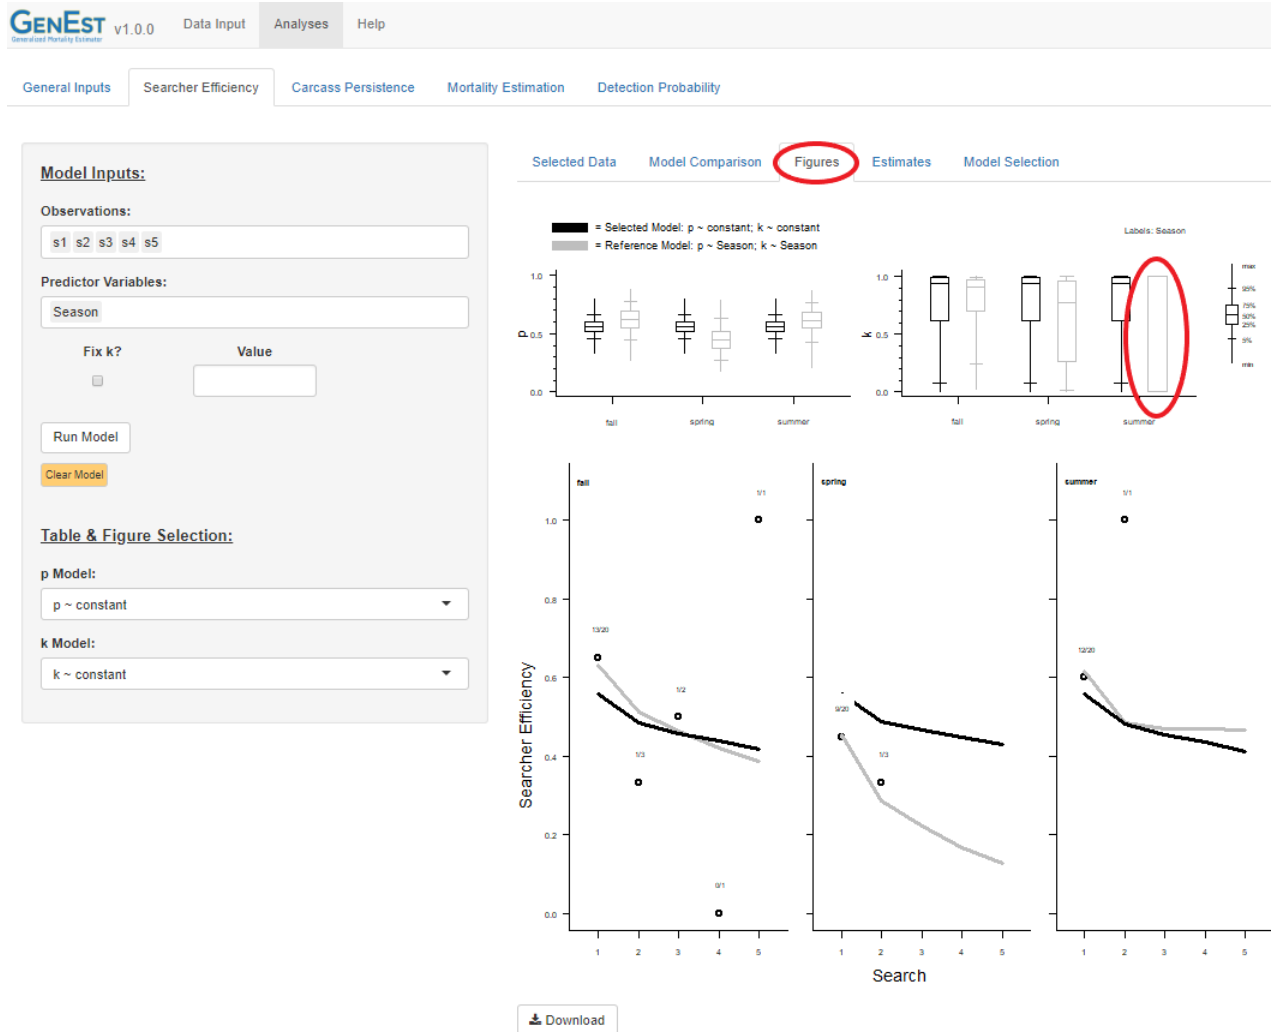 GENEST v1.0.0 Data Input Analyses Help
Generalized Mortality Estimator
General Inputs Searcher Efficiency Carcass Persistence Mortality Estimation Detection Probability
Model Inputs:
Observations:
s1 s2 s3 s4 s5
Predictor Variables:
Season
Fix k? Value
Run Model
Clear Model
Table & Figure Selection:
p Model:
p ~ constant
k Model:
k ~ constant
Selected Data Model Comparison Figures Estimates Model Selection
= Selected Model: p ~ constant; k ~ constant
= Reference Model: p ~ Season; k ~ Season
Labels: Season
p
1.0
0.5
0.0
fall spring summer
k
1.0
0.5
0.0
fall spring summer
max
95%
75%
50%
25%
5%
min
Searcher Efficiency
1.0
0.8
0.6
0.4
0.2
0.0
fall
13/20
1/3
1/2
0/1
1/1
1 2 3 4 5
spring
9/20
1/3
1 2 3 4 5
summer
12/20
1/1
1 2 3 4 5
Search
Download